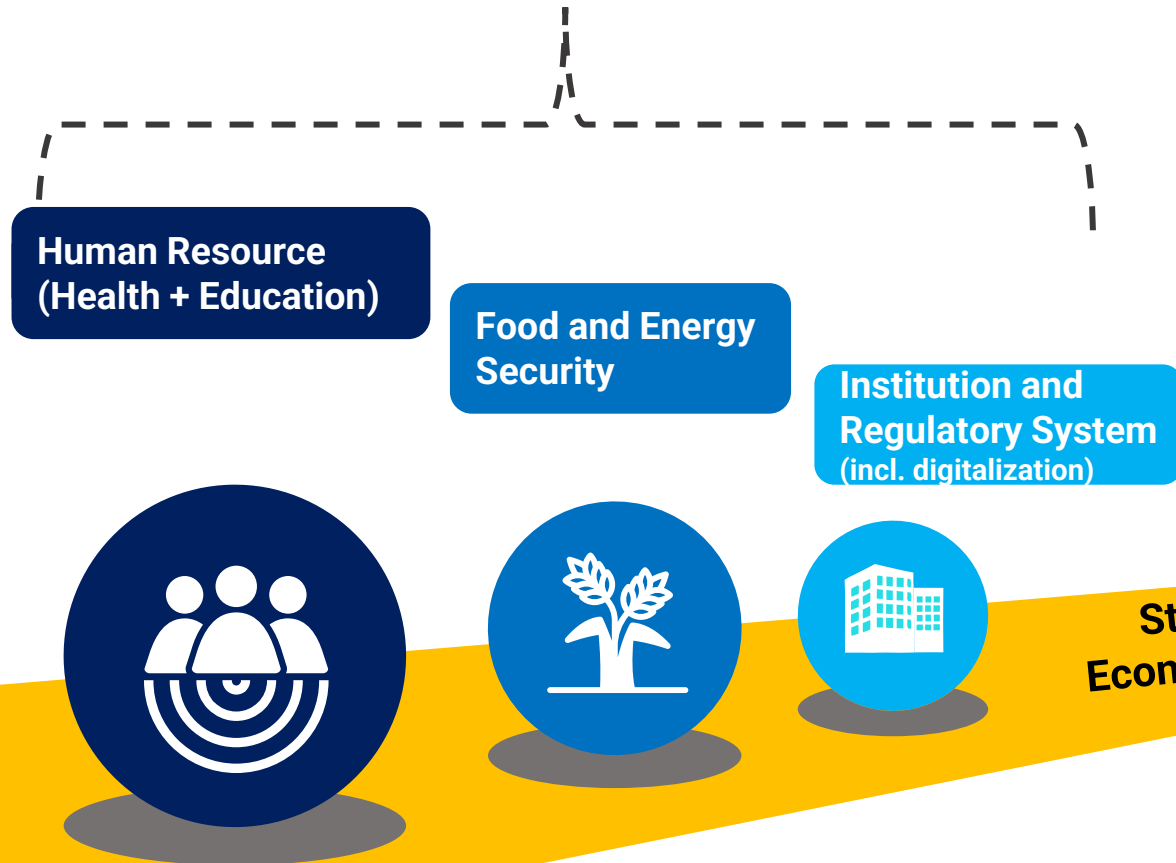 Human Resource
(Health + Education)
Food and Energy
Security
Institution and
Regulatory System
(incl. digitalization)